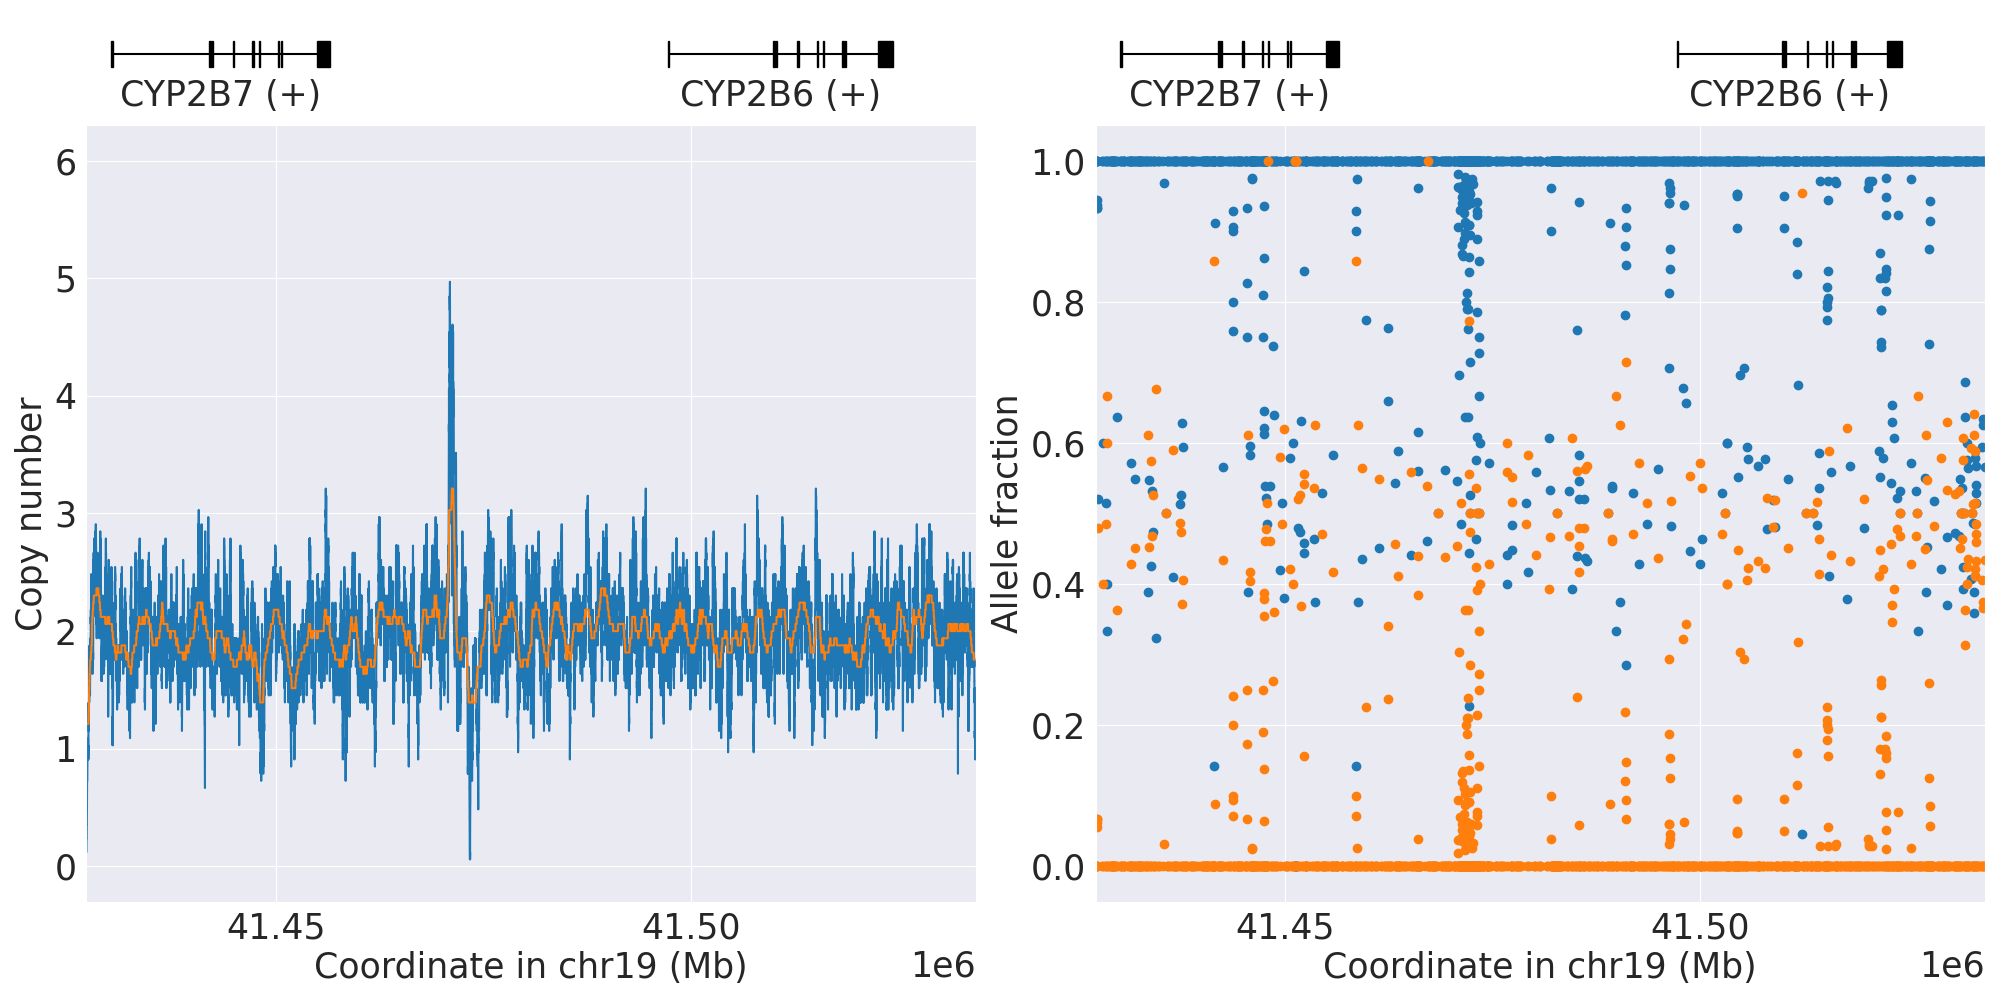 CYP2B7 (+)
CYP2B6 (+)
Copy number
6
5
4
3
2
1
0
41.45
41.50
Coordinate in chr19 (Mb)
1e6
CYP2B7 (+)
CYP2B6 (+)
Allele fraction
1.0
0.8
0.6
0.4
0.2
0.0
41.45
41.50
Coordinate in chr19 (Mb)
1e6